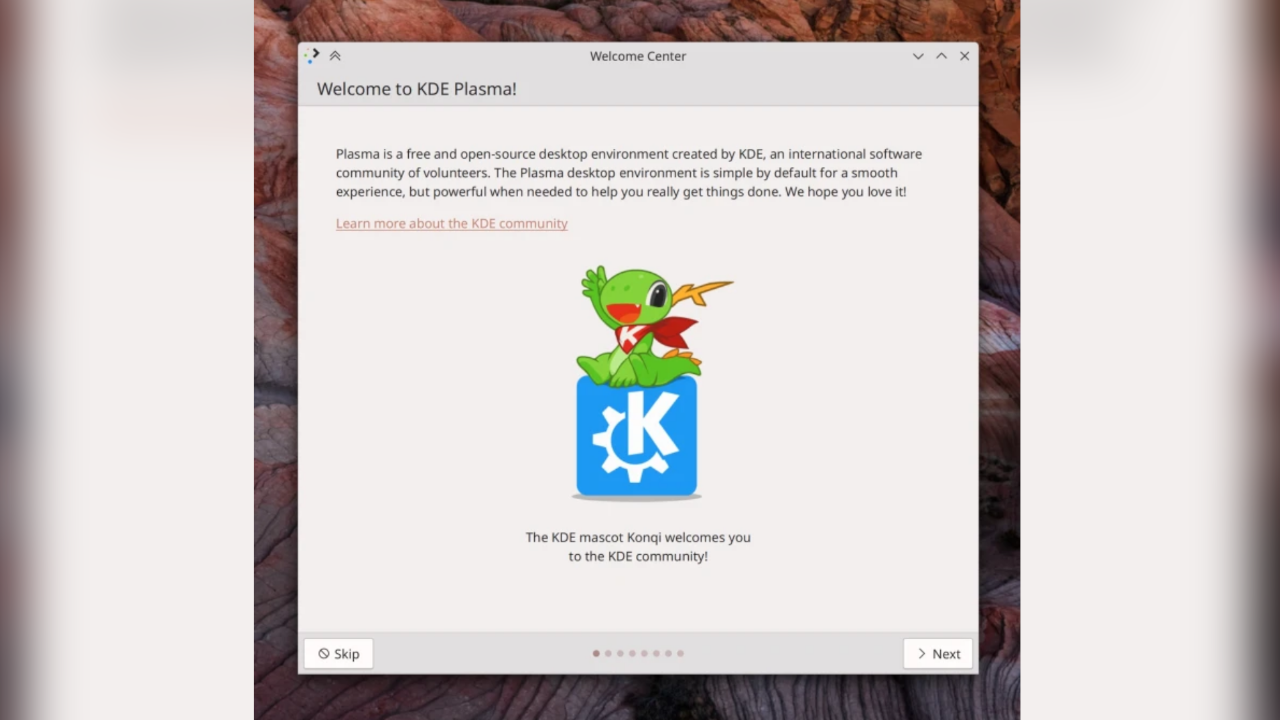 Welcome Center
Welcome to KDE Plasma!
Plasma is a free and open-source desktop environment created by KDE, an international software
community of volunteers. The Plasma desktop environment is simple by default for a smooth
experience, but powerful when needed to help you really get things done. We hope you love it!
Learn more about the KDE community
K
K
The KDE mascot Konqi welcomes you
to the KDE community!
Skip
Next